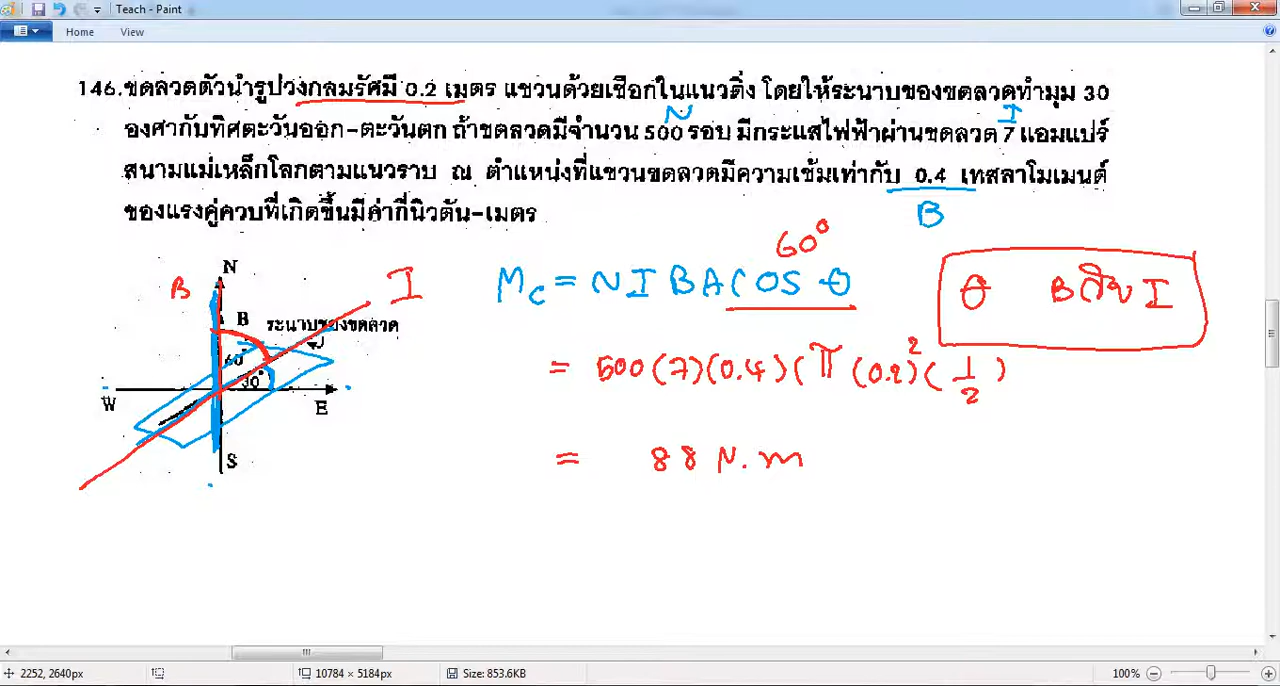 Teach - Paint
Home View
146.ขดลวดตัวนำรูปวงกลมรัศมี 0.2 เมตร แขวนด้วยเชือกในแนวดิ่ง โดยให้ระนาบของขดลวดทำมุม 30
องศากับทิศตะวันออก-ตะวันตก ถ้าขดลวดมีจำนวน 500 รอบ มีกระแสไฟฟ้าผ่านขดลวด 7 แอมแปร์
สนามแม่เหล็กโลกตามแนวราบ ณ ตำแหน่งที่แขวนขดลวดมีความเข้มเท่ากับ 0.4 เทสลาโมเมนต์
ของแรงคู่ควบที่เกิดขึ้นมีค่ากี่นิวตัน-เมตร
N
I
B
60°
N
B
I
B
ระนาบของขดลวด
60°
30°
W
E
S
Mc = NIBA COS θ
θ B กับ I
= 500(7)(0.4)(π(0.2)²(1/2)
= 88 N.m
2252, 2640px
10784 × 5184px
Size: 853.6KB
100%